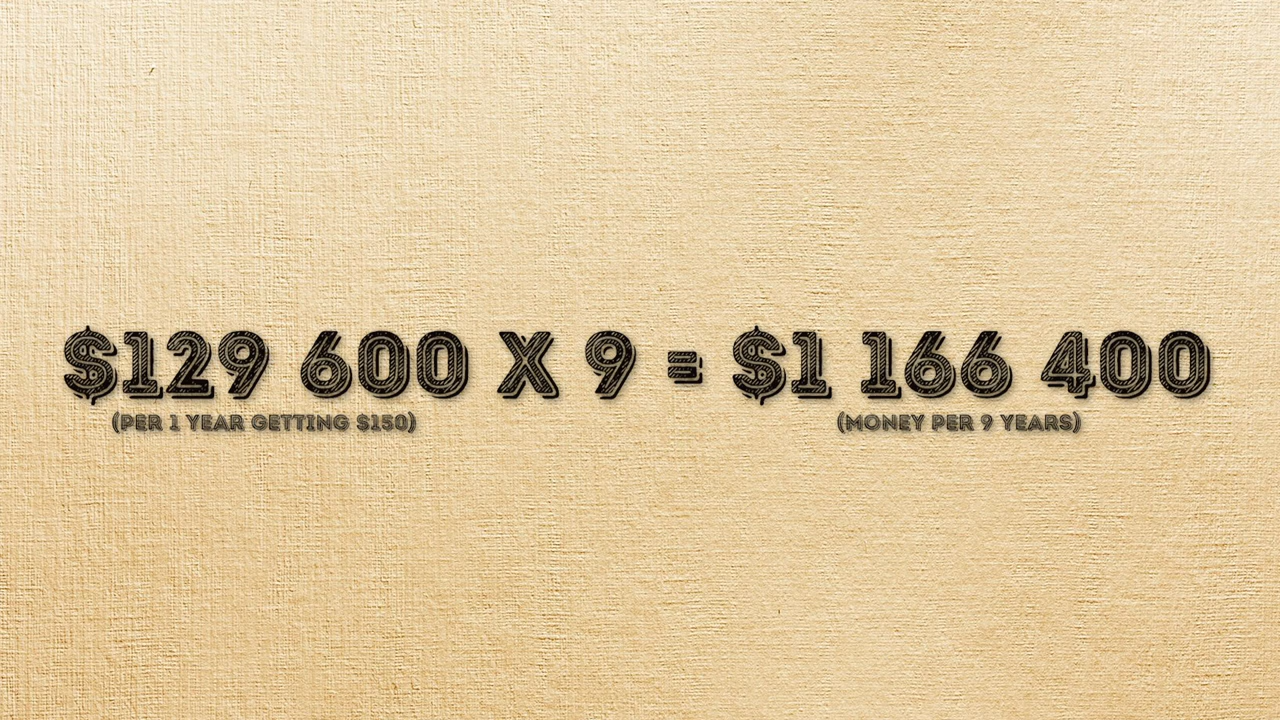 $129 600 X 9 = $1 166 400
(PER 1 YEAR GETTING $150) (MONEY PER 9 YEARS)